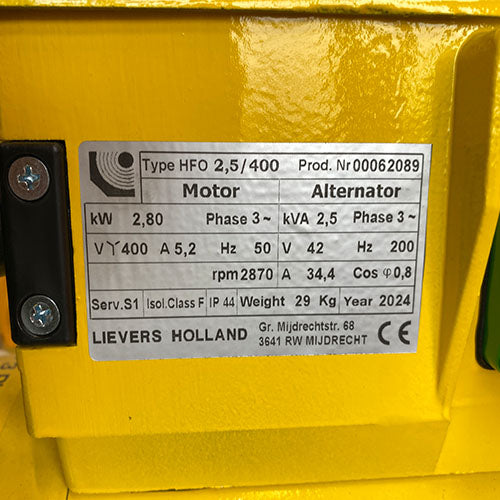 Type HFO 2,5/400 Prod. Nr 00062089
Motor Alternator
kW 2,80 Phase 3~ kVA 2,5 Phase 3~
V Y 400 A 5,2 Hz 50 V 42 Hz 200
rpm 2870 A 34,4 Cos φ 0,8
Serv.S1 Isol.Class F IP 44 Weight 29 Kg Year 2024
LIEVERS HOLLAND Gr. Mijdrechtstr. 68
3641 RW MIJDRECHT CE